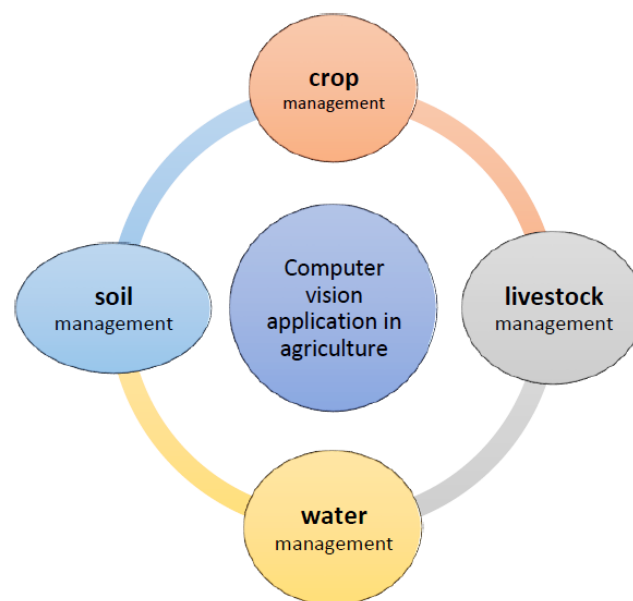 crop
management
soil
management
Computer
vision
application in
agriculture
livestock
management
water
management